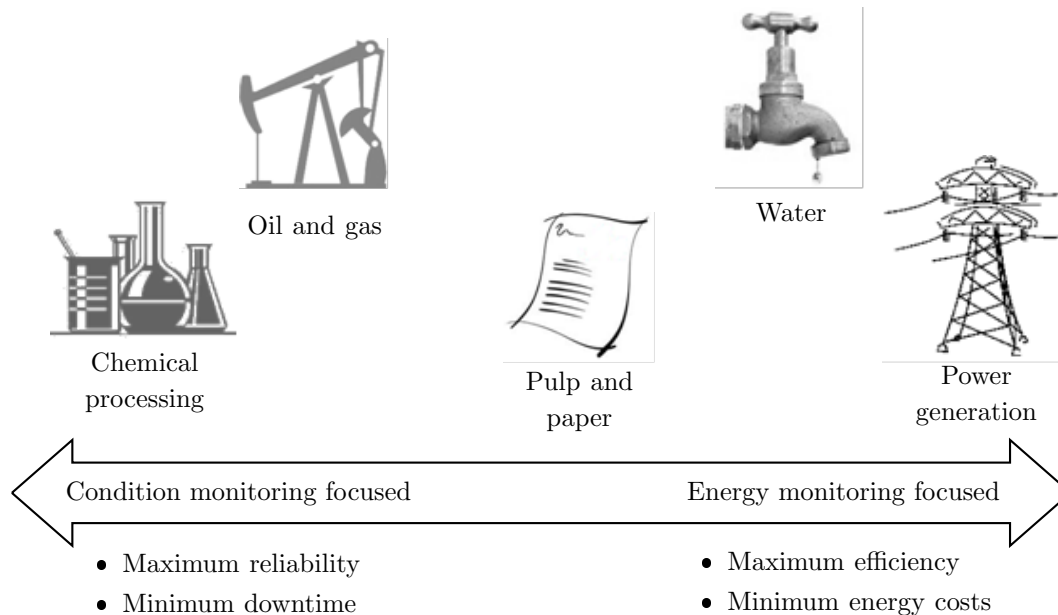 Oil and gas
Water
Chemical
processing
Pulp and
paper
Power
generation
Condition monitoring focused
Energy monitoring focused
• Maximum reliability
• Minimum downtime
• Maximum efficiency
• Minimum energy costs